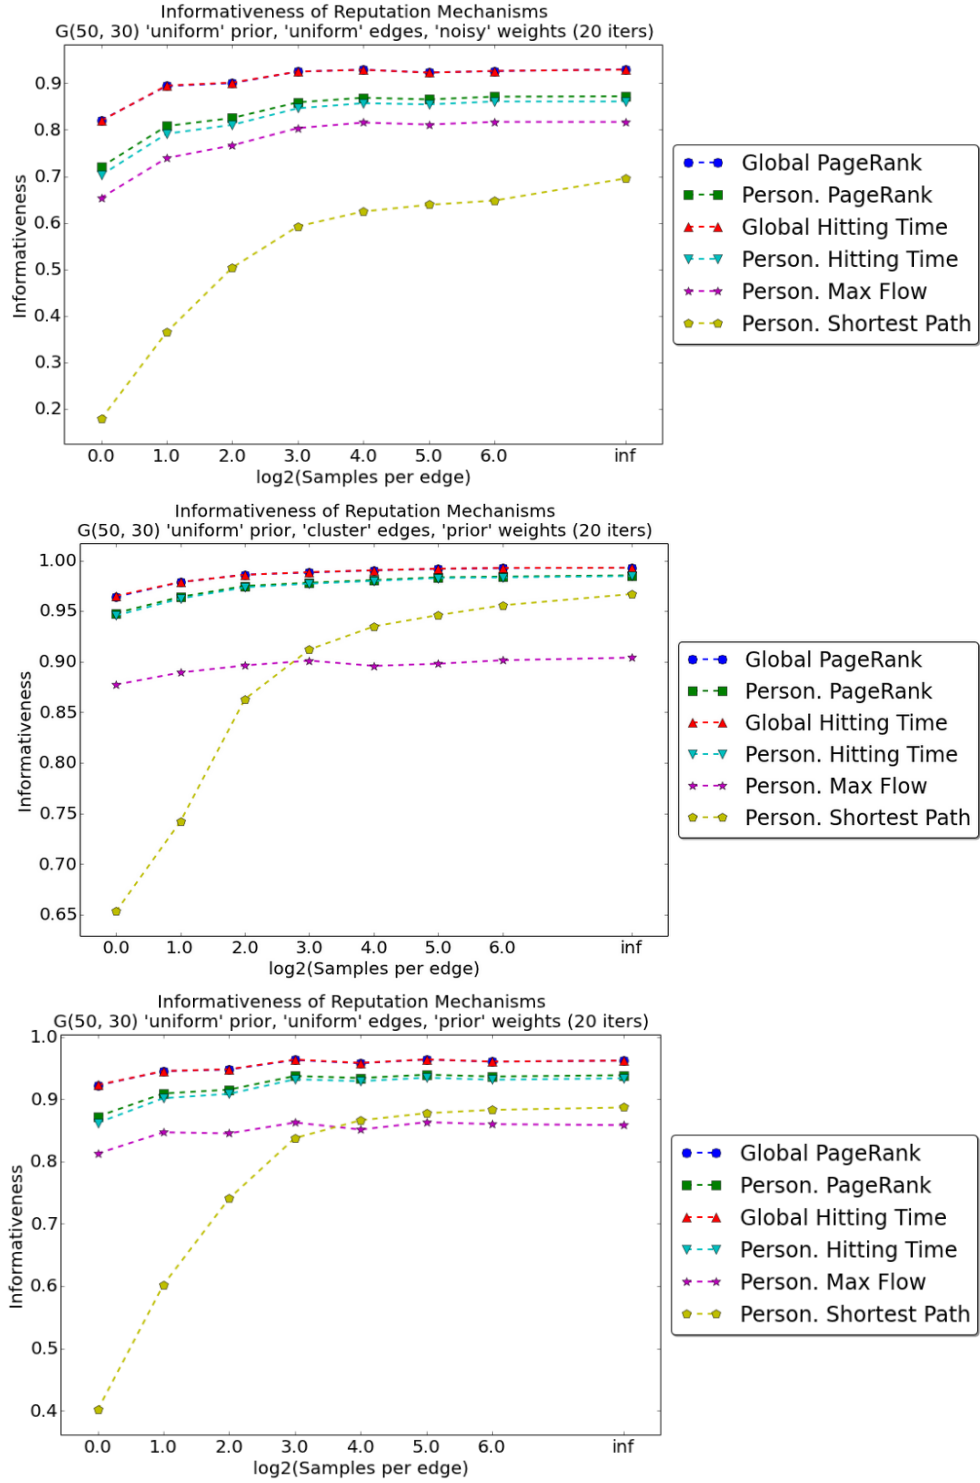 Informativeness of Reputation Mechanisms
G(50, 30) 'uniform' prior, 'uniform' edges, 'noisy' weights (20 iters)
0.9
0.8
0.7
0.6
0.5
0.4
0.3
0.2
Informativeness
0.0 1.0 2.0 3.0 4.0 5.0 6.0 inf
log2(Samples per edge)
Global PageRank
Person. PageRank
Global Hitting Time
Person. Hitting Time
Person. Max Flow
Person. Shortest Path
Informativeness of Reputation Mechanisms
G(50, 30) 'uniform' prior, 'cluster' edges, 'prior' weights (20 iters)
1.00
0.95
0.90
0.85
0.80
0.75
0.70
0.65
Informativeness
0.0 1.0 2.0 3.0 4.0 5.0 6.0 inf
log2(Samples per edge)
Global PageRank
Person. PageRank
Global Hitting Time
Person. Hitting Time
Person. Max Flow
Person. Shortest Path
Informativeness of Reputation Mechanisms
G(50, 30) 'uniform' prior, 'uniform' edges, 'prior' weights (20 iters)
1.0
0.9
0.8
0.7
0.6
0.5
0.4
Informativeness
0.0 1.0 2.0 3.0 4.0 5.0 6.0 inf
log2(Samples per edge)
Global PageRank
Person. PageRank
Global Hitting Time
Person. Hitting Time
Person. Max Flow
Person. Shortest Path